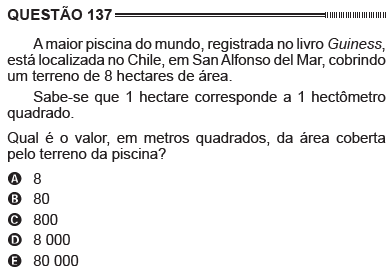 QUESTÃO 137
A maior piscina do mundo, registrada no livro Guiness,
está localizada no Chile, em San Alfonso del Mar, cobrindo
um terreno de 8 hectares de área.
Sabe-se que 1 hectare corresponde a 1 hectômetro
quadrado.
Qual é o valor, em metros quadrados, da área coberta
pelo terreno da piscina?
A 8
B 80
C 800
D 8 000
E 80 000